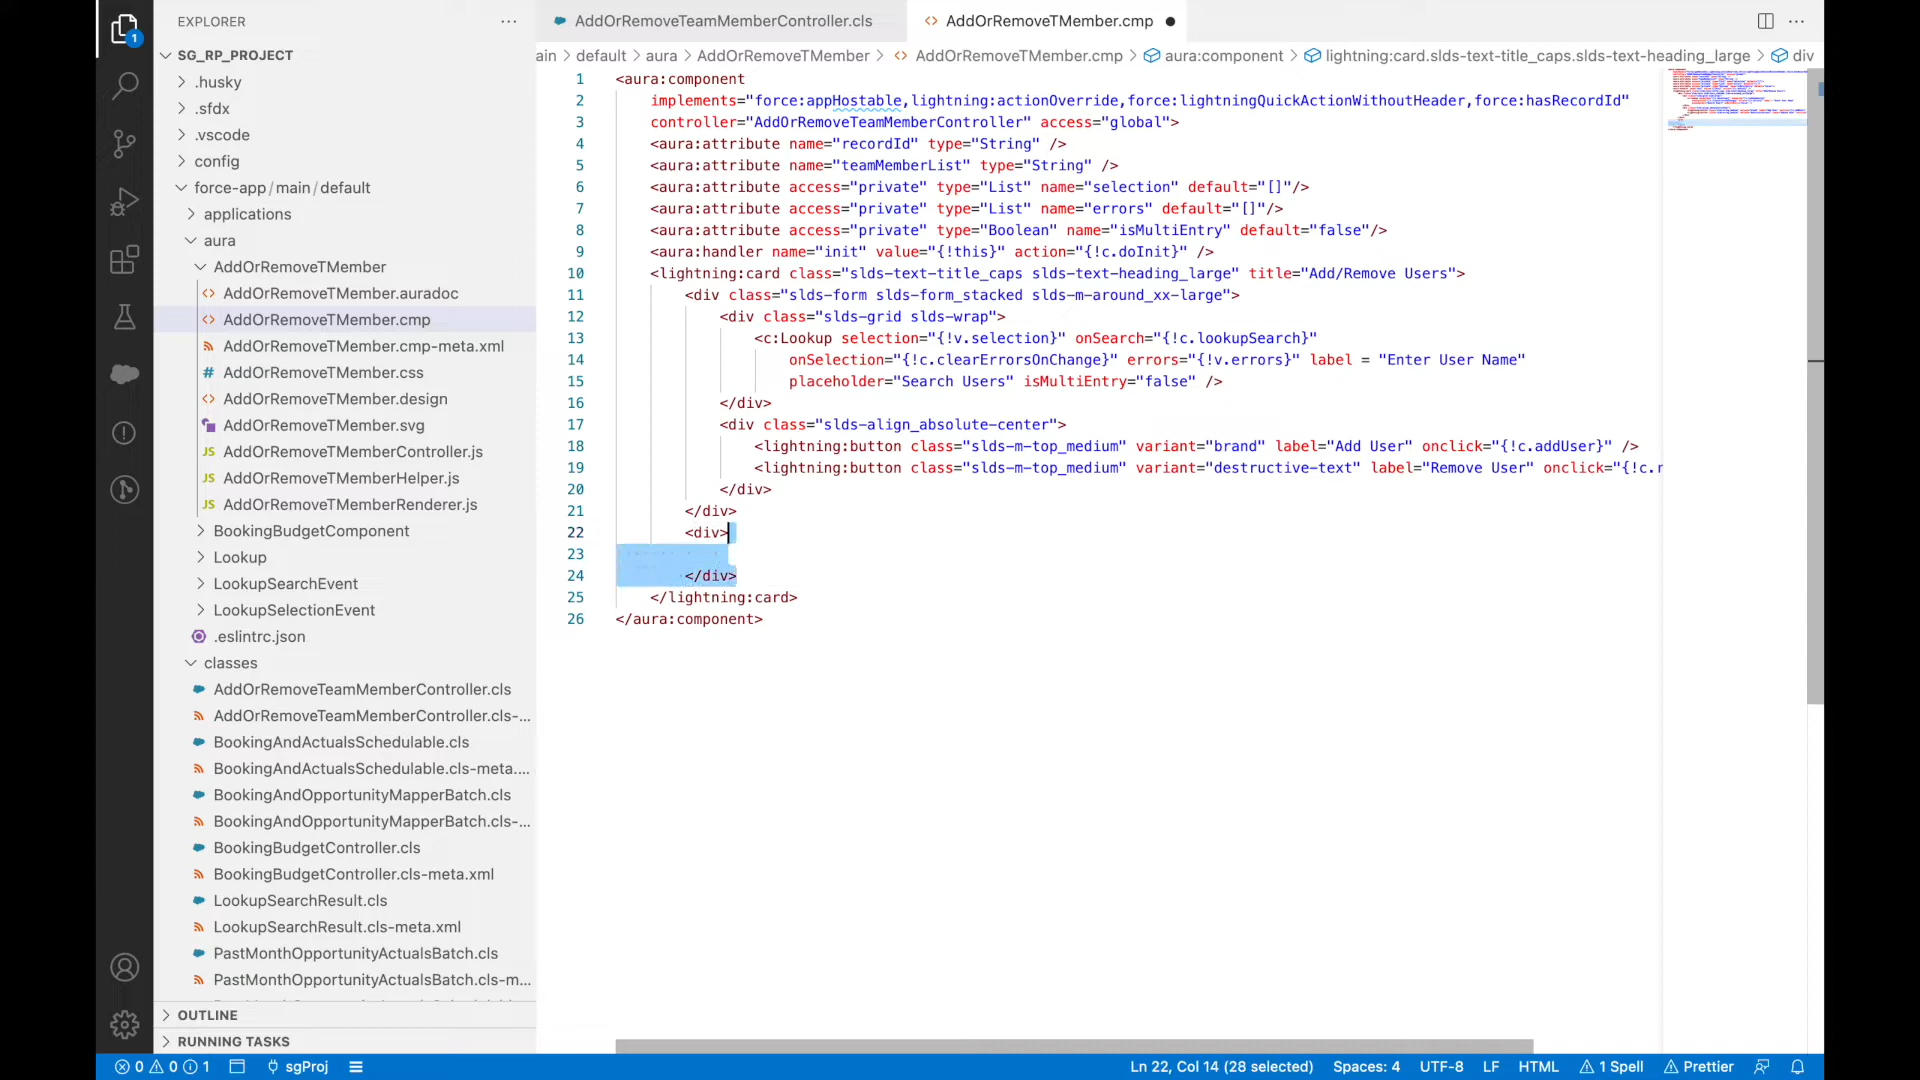 EXPLORER
AddOrRemoveTeamMemberController.cls
AddOrRemoveTMember.cmp
1
SG_RP_PROJECT
ain > default > aura > AddOrRemoveTMember > AddOrRemoveTMember.cmp > aura:component > lightning:card.slds-text-title_caps.slds-text-heading_large > div
.husky
.sfdx
.vscode
config
force-app/main/default
applications
aura
AddOrRemoveTMember
AddOrRemoveTMember.auradoc
AddOrRemoveTMember.cmp
AddOrRemoveTMember.cmp-meta.xml
AddOrRemoveTMember.css
AddOrRemoveTMember.design
AddOrRemoveTMember.svg
AddOrRemoveTMemberController.js
AddOrRemoveTMemberHelper.js
AddOrRemoveTMemberRenderer.js
BookingBudgetComponent
Lookup
LookupSearchEvent
LookupSelectionEvent
.eslintrc.json
classes
AddOrRemoveTeamMemberController.cls
AddOrRemoveTeamMemberController.cls-...
BookingAndActualsSchedulable.cls
BookingAndActualsSchedulable.cls-meta....
BookingAndOpportunityMapperBatch.cls
BookingAndOpportunityMapperBatch.cls-...
BookingBudgetController.cls
BookingBudgetController.cls-meta.xml
LookupSearchResult.cls
LookupSearchResult.cls-meta.xml
PastMonthOpportunityActualsBatch.cls
PastMonthOpportunityActualsBatch.cls-m...
OUTLINE
RUNNING TASKS
1 <aura:component
2 implements="force:appHostable,lightning:actionOverride,force:lightningQuickActionWithoutHeader,force:hasRecordId"
3 controller="AddOrRemoveTeamMemberController" access="global">
4 <aura:attribute name="recordId" type="String" />
5 <aura:attribute name="teamMemberList" type="String" />
6 <aura:attribute access="private" type="List" name="selection" default="[]"/>
7 <aura:attribute access="private" type="List" name="errors" default="[]"/>
8 <aura:attribute access="private" type="Boolean" name="isMultiEntry" default="false"/>
9 <aura:handler name="init" value="{!this}" action="{!c.doInit}" />
10 <lightning:card class="slds-text-title_caps slds-text-heading_large" title="Add/Remove Users">
11 <div class="slds-form slds-form_stacked slds-m-around_xx-large">
12 <div class="slds-grid slds-wrap">
13 <c:Lookup selection="{!v.selection}" onSearch="{!c.lookupSearch}"
14 onSelection="{!c.clearErrorsOnChange}" errors="{!v.errors}" label = "Enter User Name"
15 placeholder="Search Users" isMultiEntry="false" />
16 </div>
17 <div class="slds-align_absolute-center">
18 <lightning:button class="slds-m-top_medium" variant="brand" label="Add User" onclick="{!c.addUser}" />
19 <lightning:button class="slds-m-top_medium" variant="destructive-text" label="Remove User" onclick="{!c.r
20 </div>
21 </div>
22 <div>
23
24 </div>
25 </lightning:card>
26 </aura:component>
0 0 1 sgProj Ln 22, Col 14 (28 selected) Spaces: 4 UTF-8 LF HTML 1 Spell Prettier